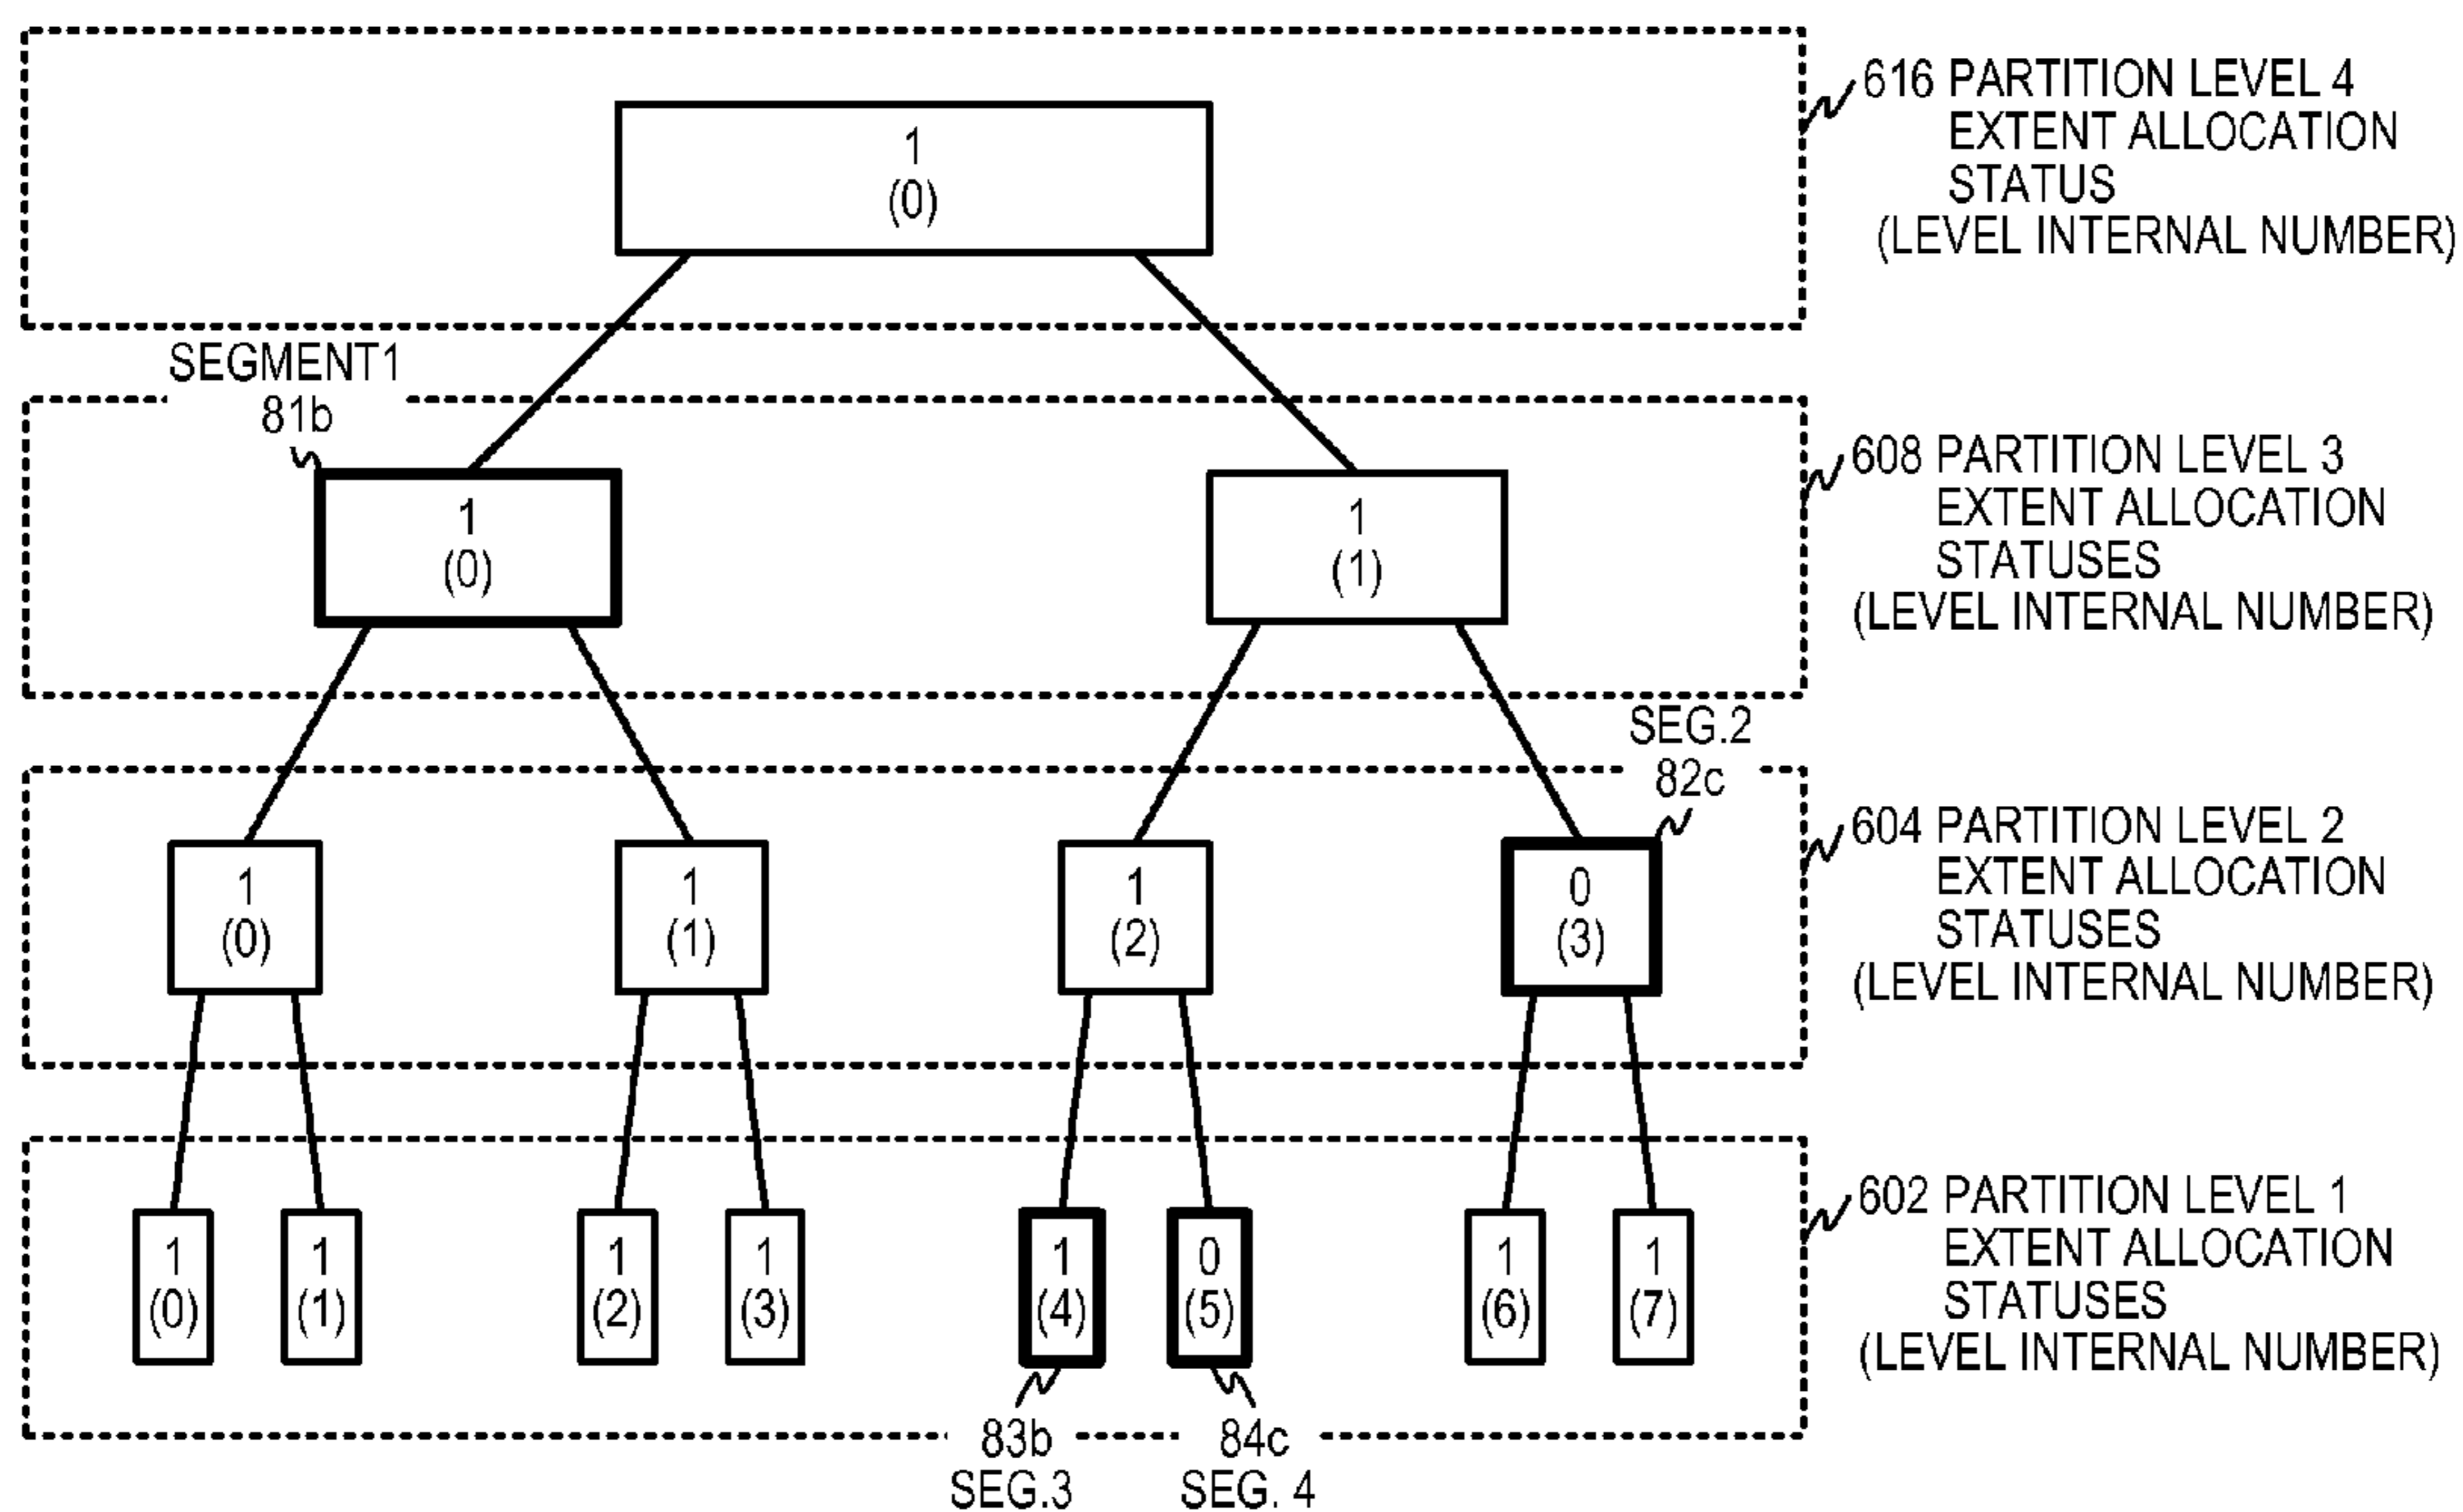 616 PARTITION LEVEL 4
EXTENT ALLOCATION
STATUS
(LEVEL INTERNAL NUMBER)
1
(0)
SEGMENT1
81b
608 PARTITION LEVEL 3
EXTENT ALLOCATION
STATUSES
(LEVEL INTERNAL NUMBER)
1
(0)
1
(1)
SEG.2
82c
604 PARTITION LEVEL 2
EXTENT ALLOCATION
STATUSES
(LEVEL INTERNAL NUMBER)
1
(0)
1
(1)
1
(2)
0
(3)
602 PARTITION LEVEL 1
EXTENT ALLOCATION
STATUSES
(LEVEL INTERNAL NUMBER)
1
(0)
1
(1)
1
(2)
1
(3)
1
(4)
0
(5)
1
(6)
1
(7)
83b
SEG.3
84c
SEG. 4